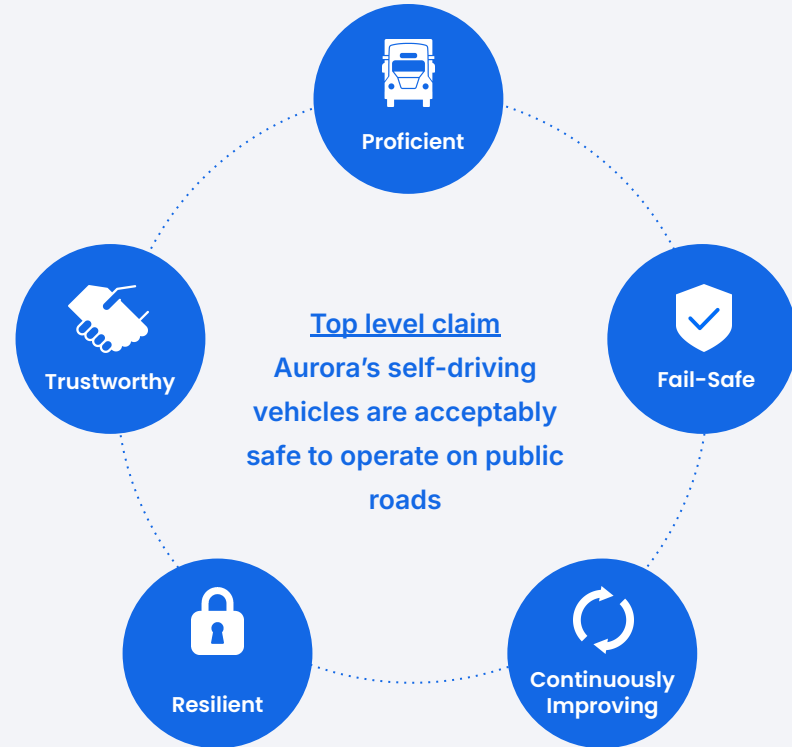 Proficient
Trustworthy
Top level claim
Aurora's self-driving
vehicles are acceptably
safe to operate on public
roads
Fail-Safe
Resilient
Continuously
Improving